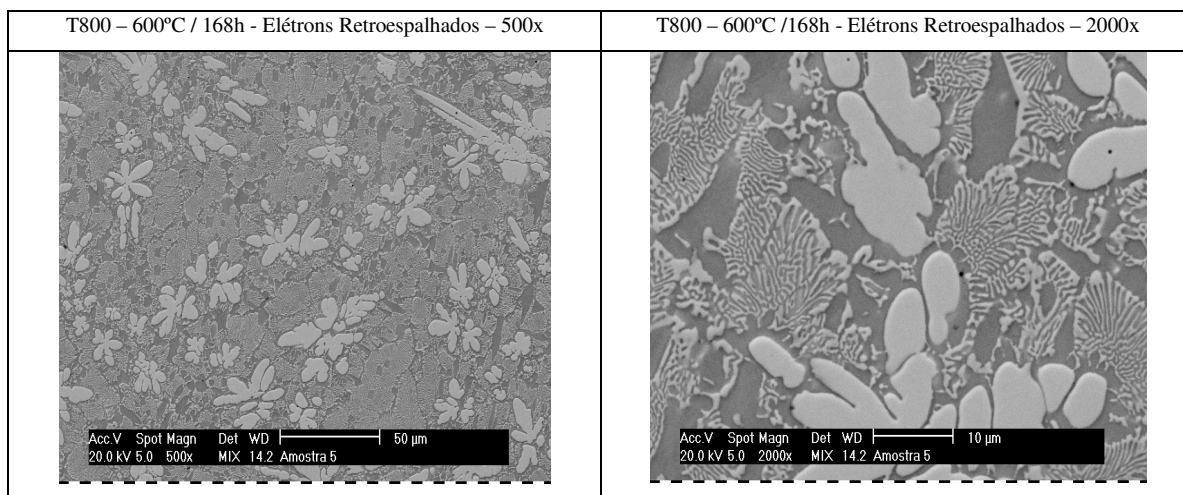 T800 – 600ºC / 168h - Elétrons Retroespalhados – 500x
T800 – 600ºC /168h - Elétrons Retroespalhados – 2000x
Acc.V Spot Magn Det WD 50 µm
20.0 kV 5.0 500x MIX 14.2 Amostra 5
Acc.V Spot Magn Det WD 10 µm
20.0 kV 5.0 2000x MIX 14.2 Amostra 5